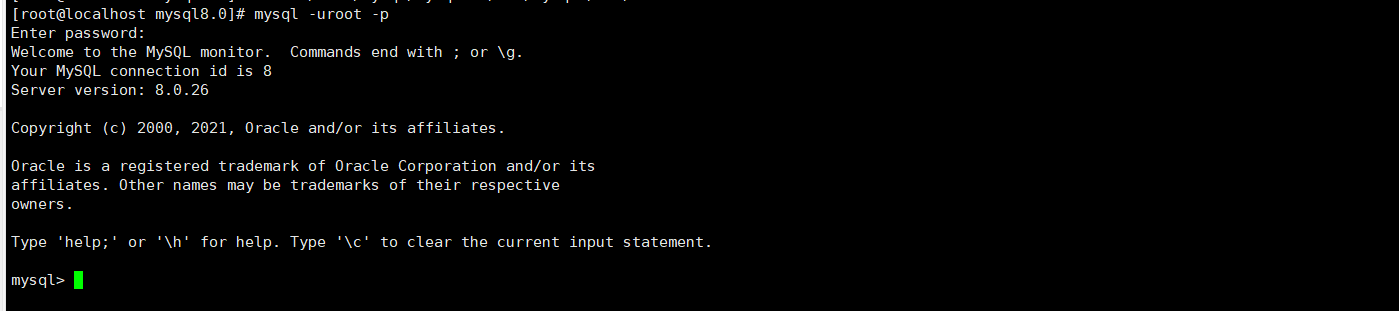 [root@localhost mysql8.0]# mysql -uroot -p
Enter password:
Welcome to the MySQL monitor.  Commands end with ; or \g.
Your MySQL connection id is 8
Server version: 8.0.26
Copyright (c) 2000, 2021, Oracle and/or its affiliates.
Oracle is a registered trademark of Oracle Corporation and/or its
affiliates. Other names may be trademarks of their respective
owners.
Type 'help;' or '\h' for help. Type '\c' to clear the current input statement.
mysql>